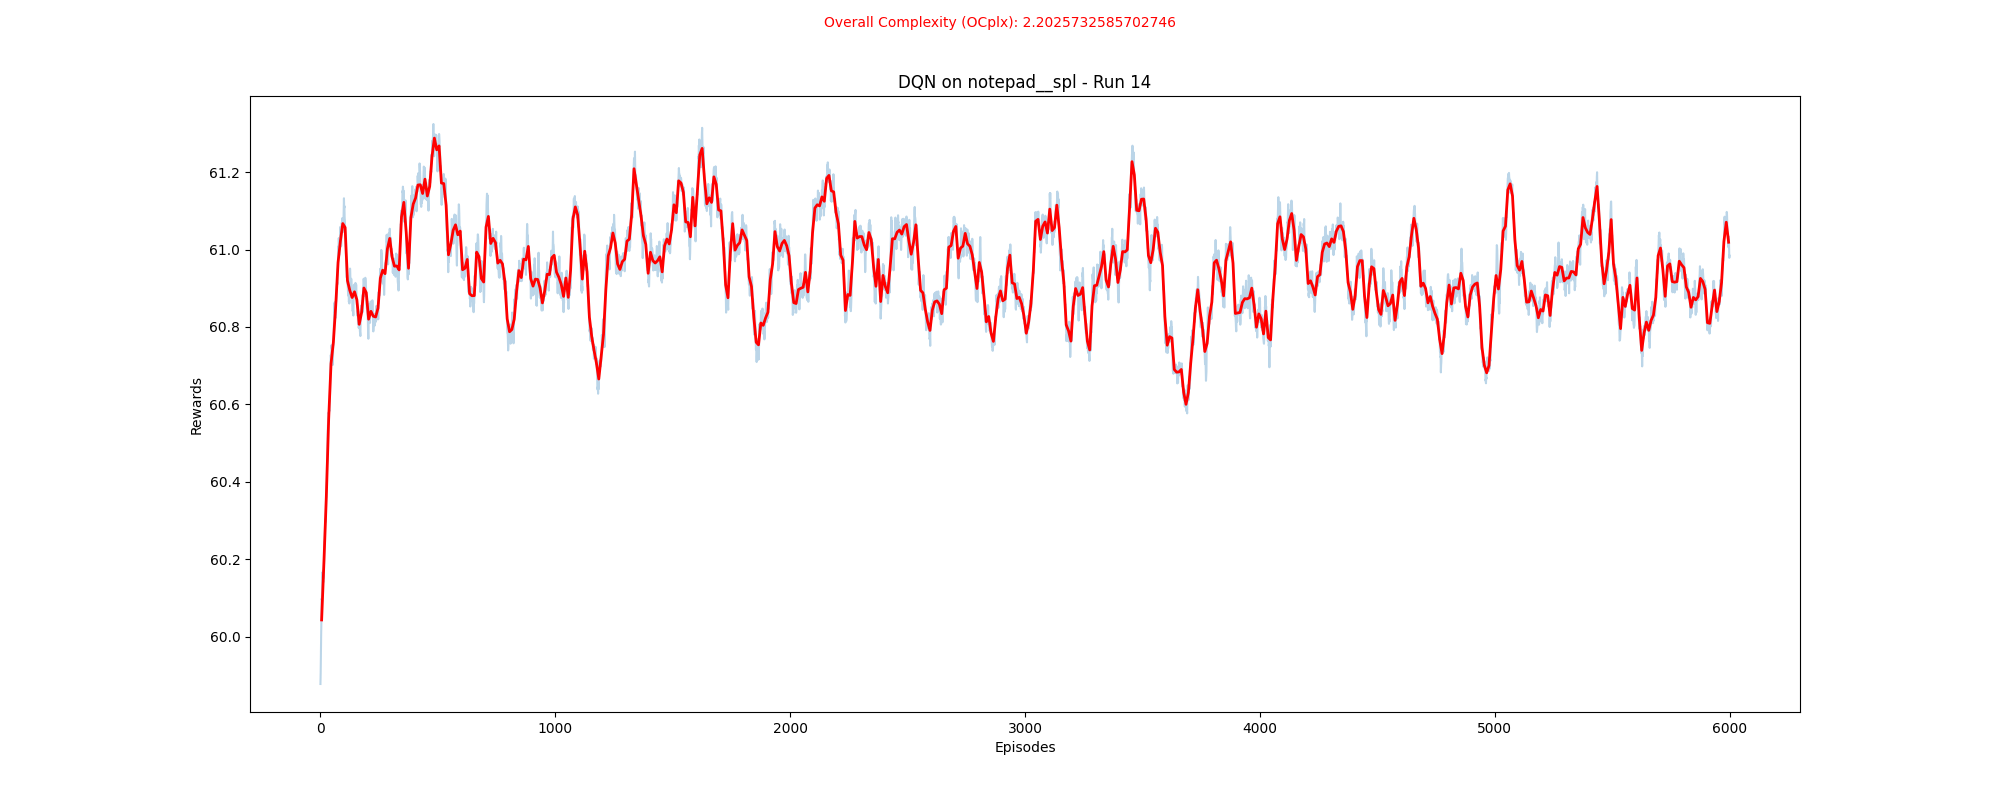 Overall Complexity (OCplx): 2.2025732585702746
DQN on notepad__spl - Run 14
61.2
61.0
60.8
60.6
60.4
60.2
60.0
Rewards
0 1000 2000 3000 4000 5000 6000
Episodes